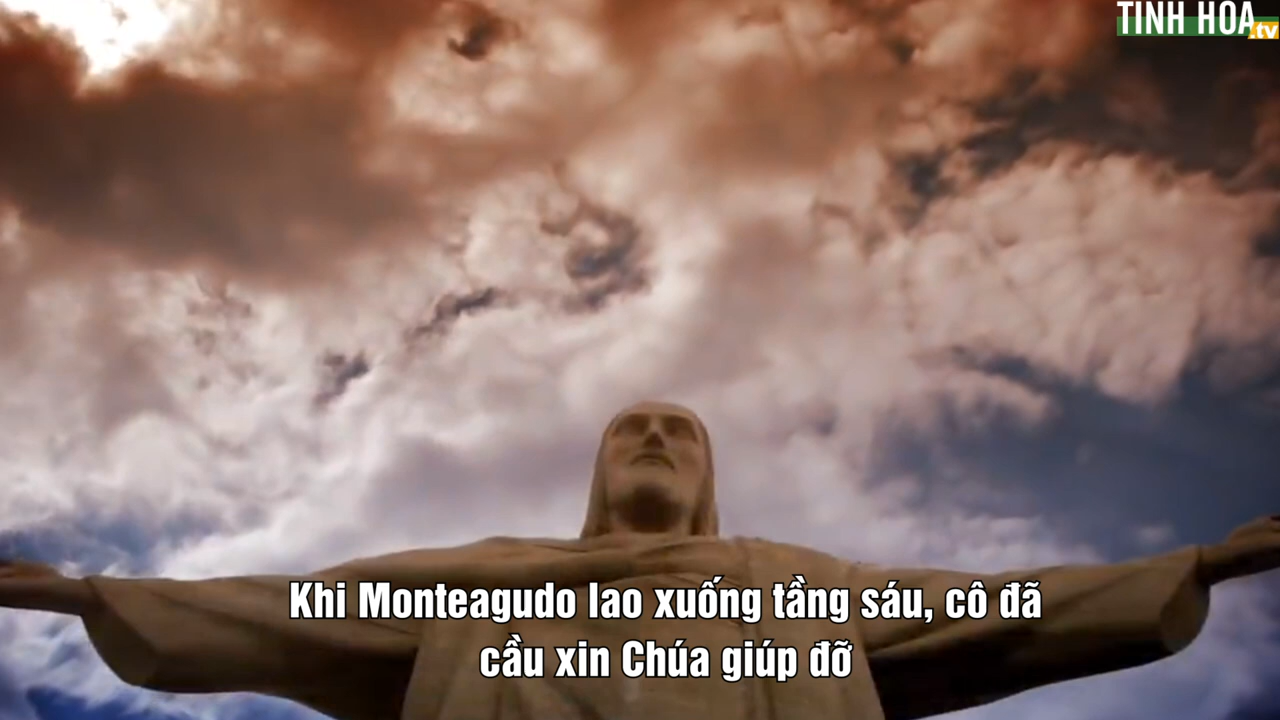 TINH HOA
.tv
Khi Monteagudo lao xuống tầng sáu, cô đã
cầu xin Chúa giúp đỡ